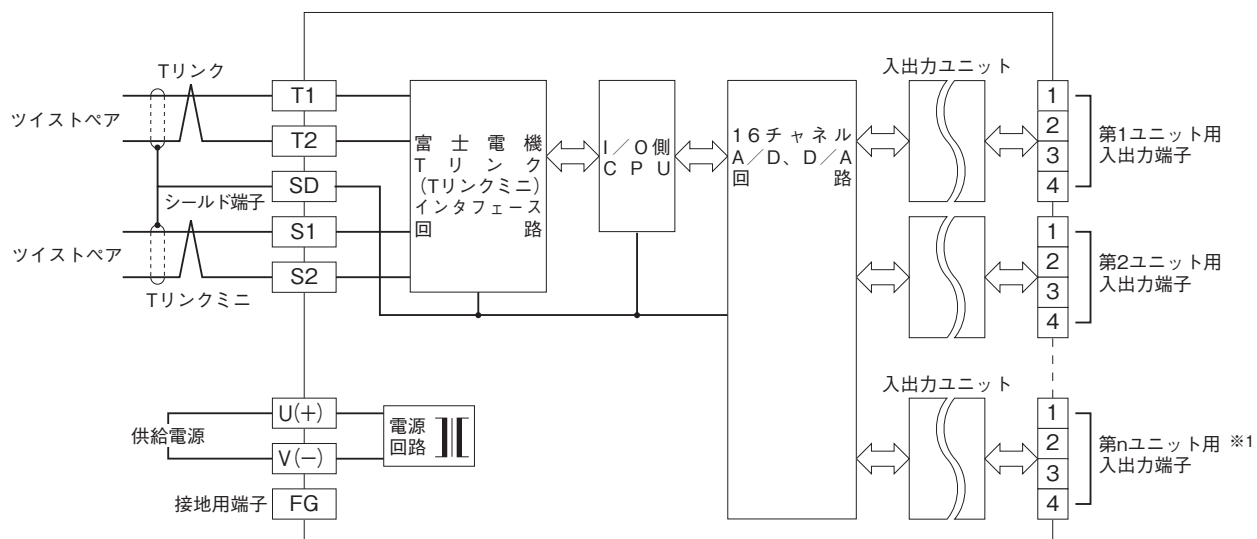 Tリンク
ツイストペア
T1
T2
シールド端子
SD
ツイストペア
S1
S2
Tリンクミニ
富士電機
Tリンク
(Tリンクミニ)
インタフェース
回路
I/O側
CPU
16チャネル
A/D、D/A
回路
入出力ユニット
1
2
3
4
第1ユニット用
入出力端子
1
2
3
4
第2ユニット用
入出力端子
入出力ユニット
1
2
3
4
第nユニット用 ※1
入出力端子
供給電源
U(+)
V(−)
電源
回路
接地用端子
FG